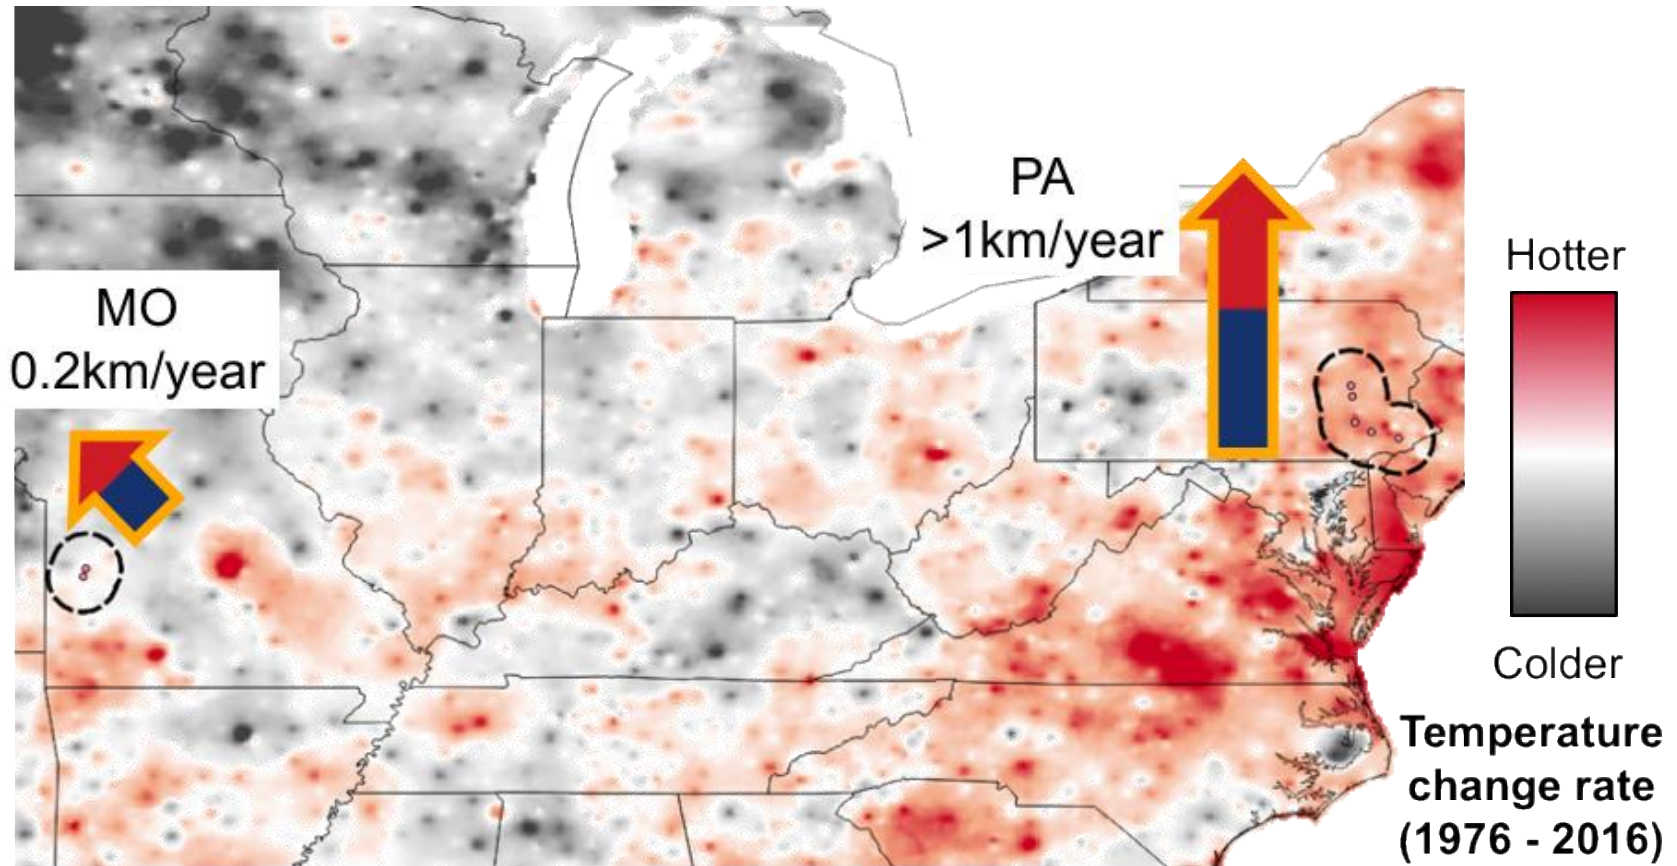 PA
>1km/year
Hotter
MO
0.2km/year
Colder
Temperature
change rate
(1976 - 2016)